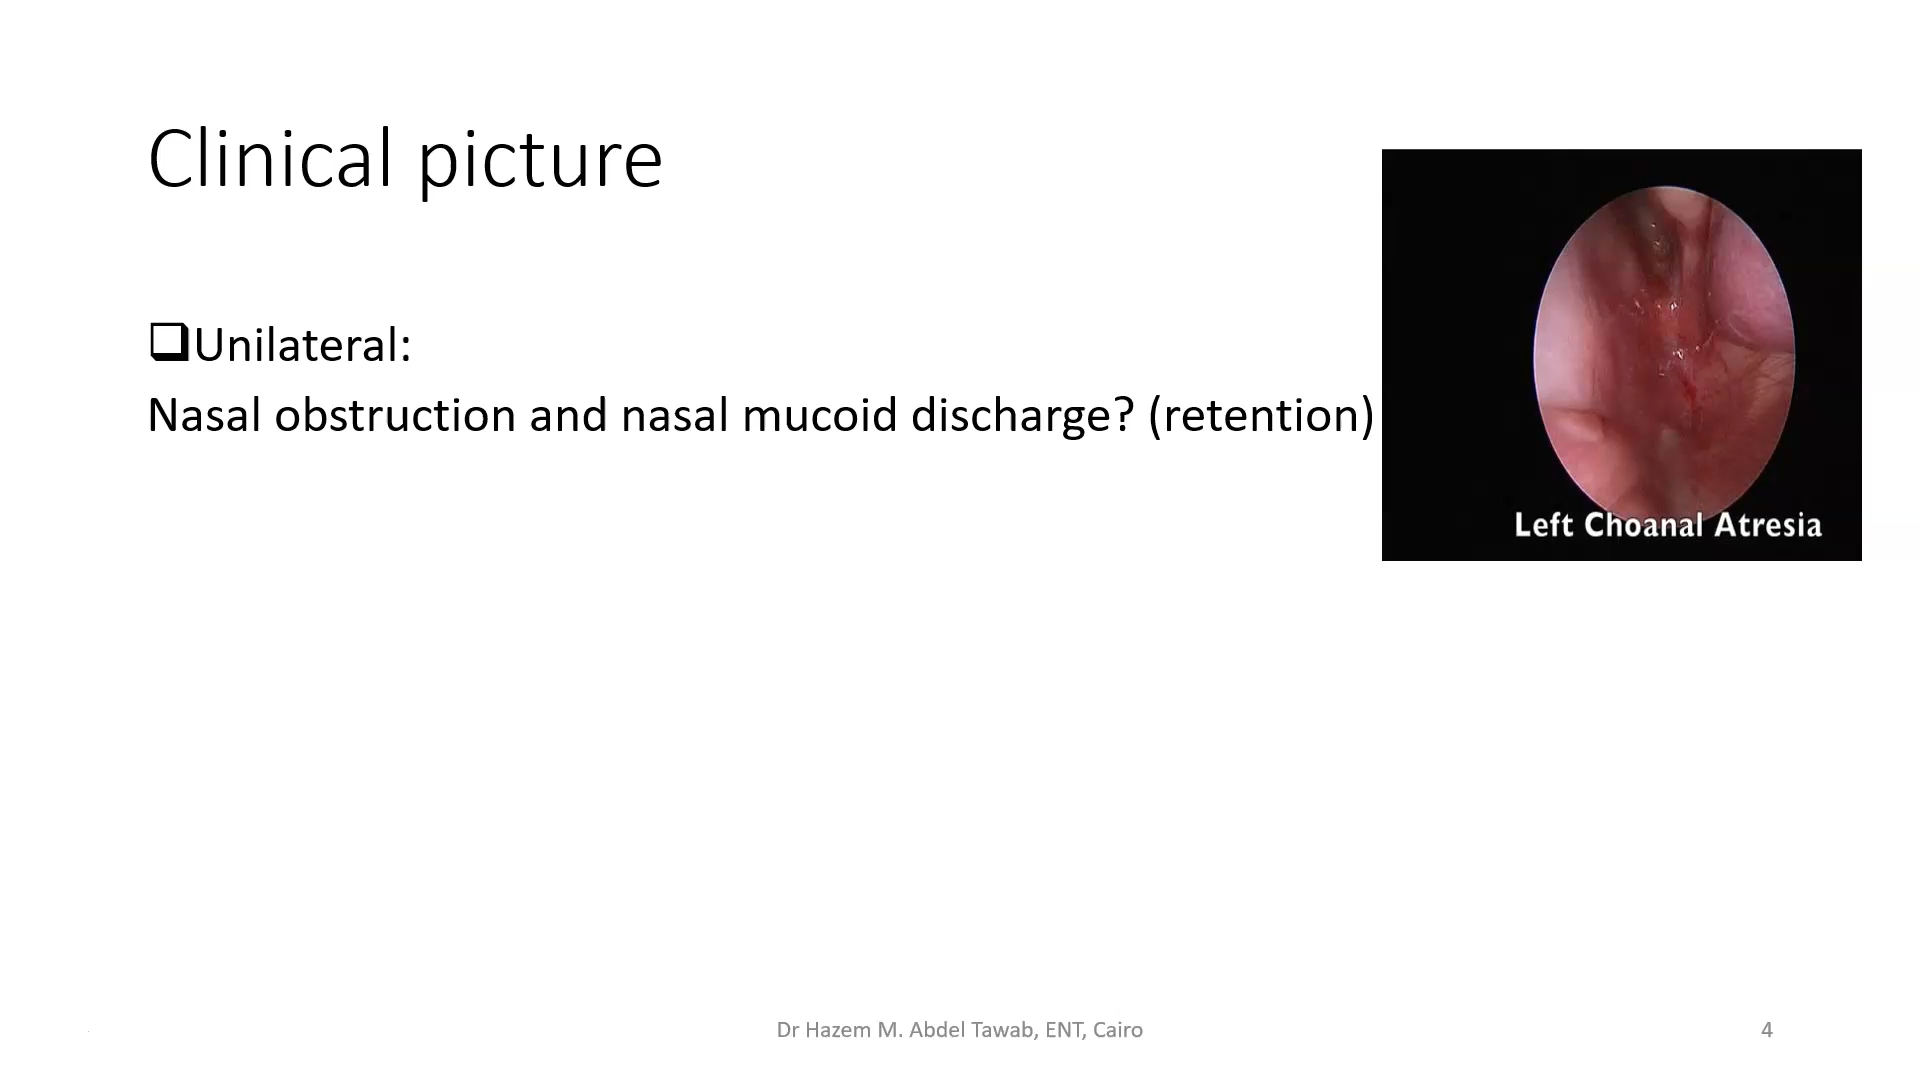 Clinical picture
❑Unilateral:
Nasal obstruction and nasal mucoid discharge? (retention)
Left Choanal Atresia
Dr Hazem M. Abdel Tawab, ENT, Cairo
4